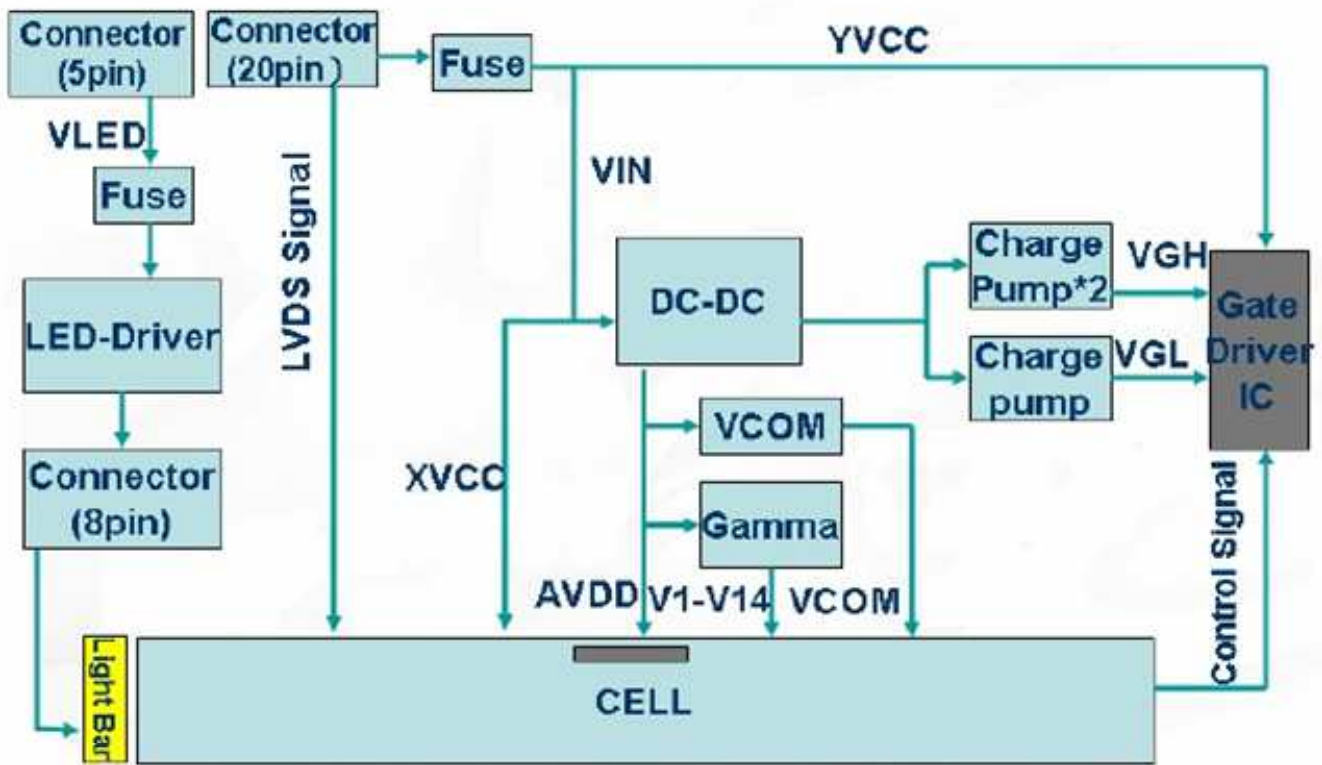 Connector
(5pin)
Connector
(20pin )
Fuse
YVCC
VLED
Fuse
LVDS Signal
VIN
LED-Driver
DC-DC
Charge
Pump*2
VGH
Gate
Driver
IC
Charge
pump
VGL
Connector
(8pin)
XVCC
VCOM
Gamma
AVDD
V1-V14
VCOM
Control Signal
Light Bar
CELL